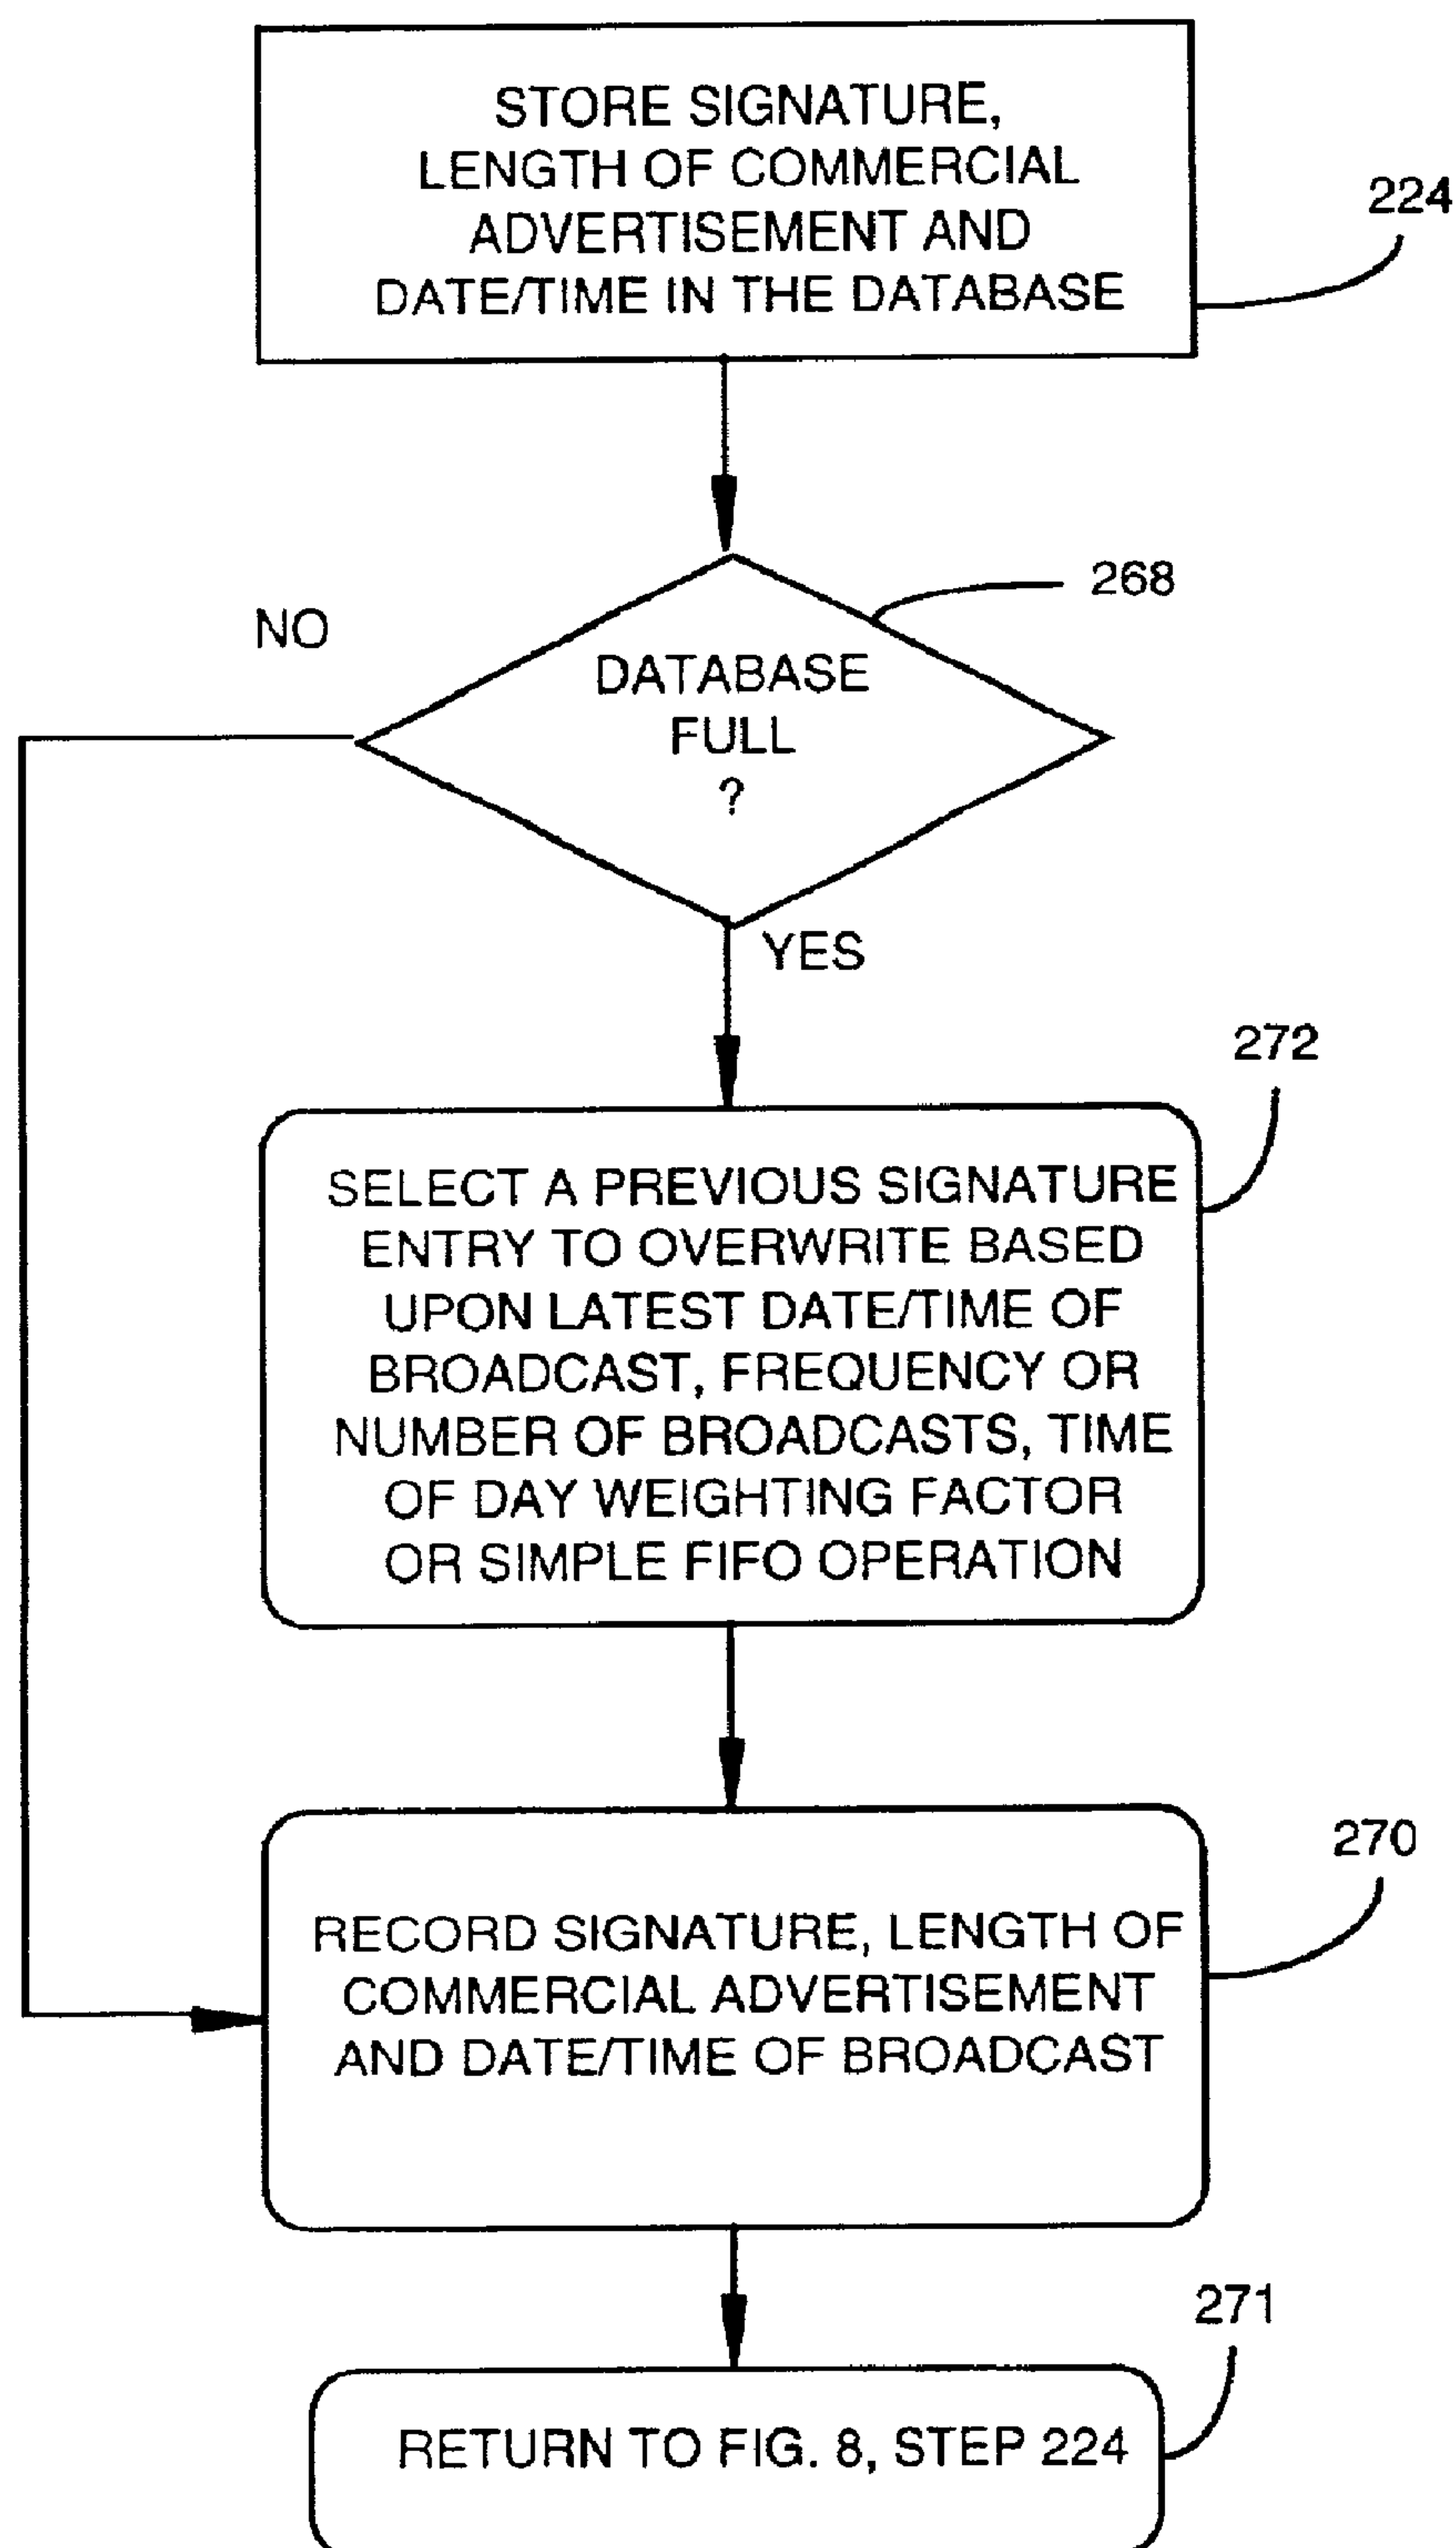 STORE SIGNATURE,
LENGTH OF COMMERCIAL
ADVERTISEMENT AND
DATE/TIME IN THE DATABASE
224
268
NO
DATABASE
FULL
?
YES
272
SELECT A PREVIOUS SIGNATURE
ENTRY TO OVERWRITE BASED
UPON LATEST DATE/TIME OF
BROADCAST, FREQUENCY OR
NUMBER OF BROADCASTS, TIME
OF DAY WEIGHTING FACTOR
OR SIMPLE FIFO OPERATION
270
RECORD SIGNATURE, LENGTH OF
COMMERCIAL ADVERTISEMENT
AND DATE/TIME OF BROADCAST
271
RETURN TO FIG. 8, STEP 224